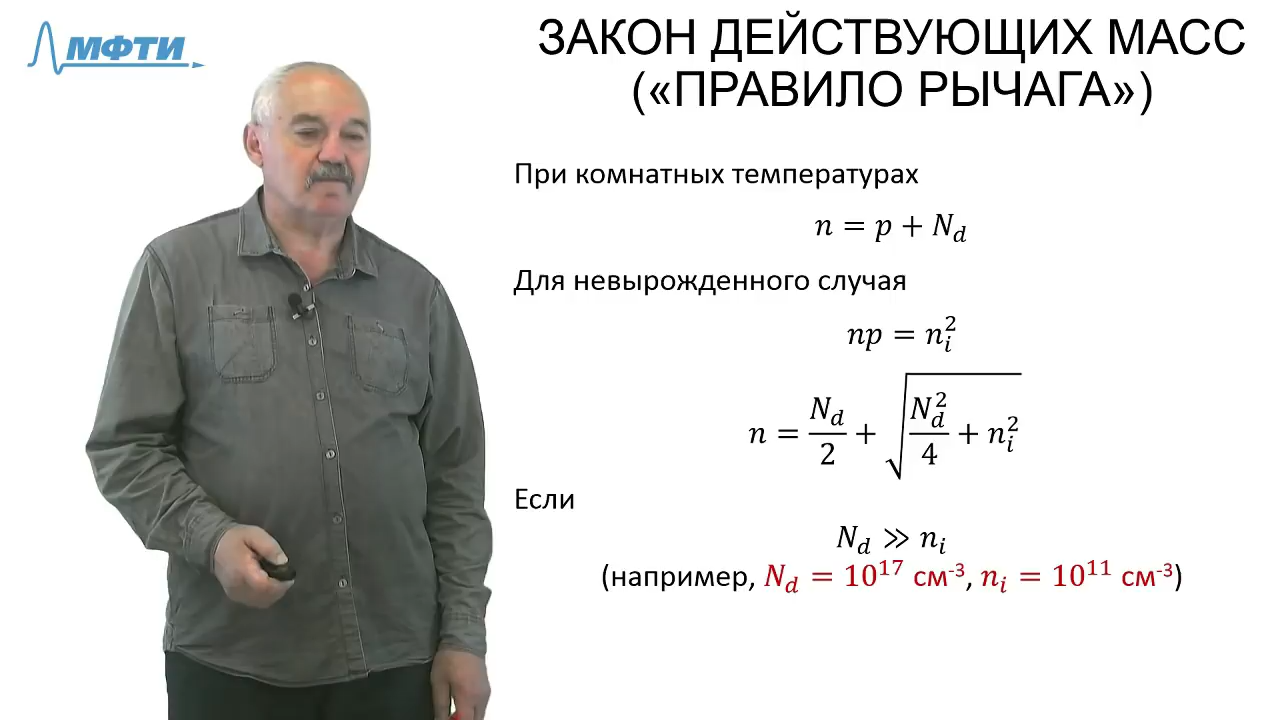 МФТИ
ЗАКОН ДЕЙСТВУЮЩИХ МАСС
(«ПРАВИЛО РЫЧАГА»)
При комнатных температурах
n = p + N_d
Для невырожденного случая
np = n_i^2
n = N_d/2 + √(N_d^2/4 + n_i^2)
Если
N_d ≫ n_i
(например, N_d = 10^17 см^-3, n_i = 10^11 см^-3)